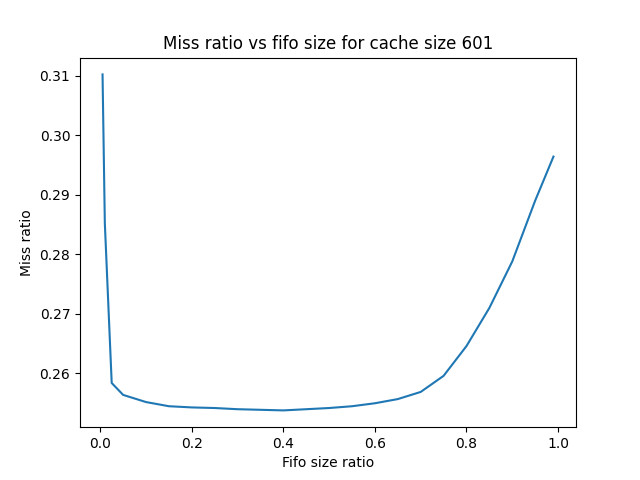 Miss ratio vs fifo size for cache size 601
0.31
0.30
0.29
0.28
0.27
0.26
Miss ratio
0.0 0.2 0.4 0.6 0.8 1.0
Fifo size ratio